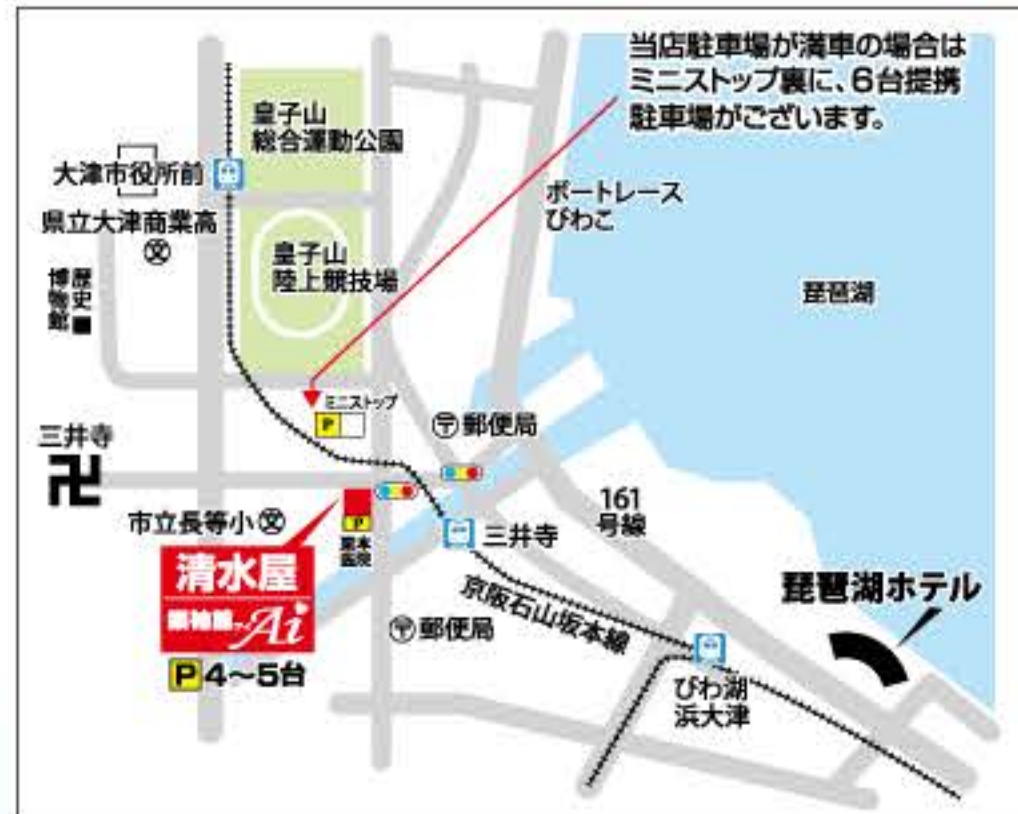 当店駐車場が満車の場合は
ミニストップ裏に、6台提携
駐車場がございます。
皇子山
総合運動公園
大津市役所前
県立大津商業高
文
ボートレース
びわこ
皇子山
陸上競技場
歴史
博物館
琵琶湖
ミニストップ
P
〒郵便局
三井寺
卍
161
号線
市立長等小文
P
医院
三井寺
清水屋
Ai
琵琶湖ホテル
京阪石山坂本線
〒郵便局
P4〜5台
びわ湖
浜大津